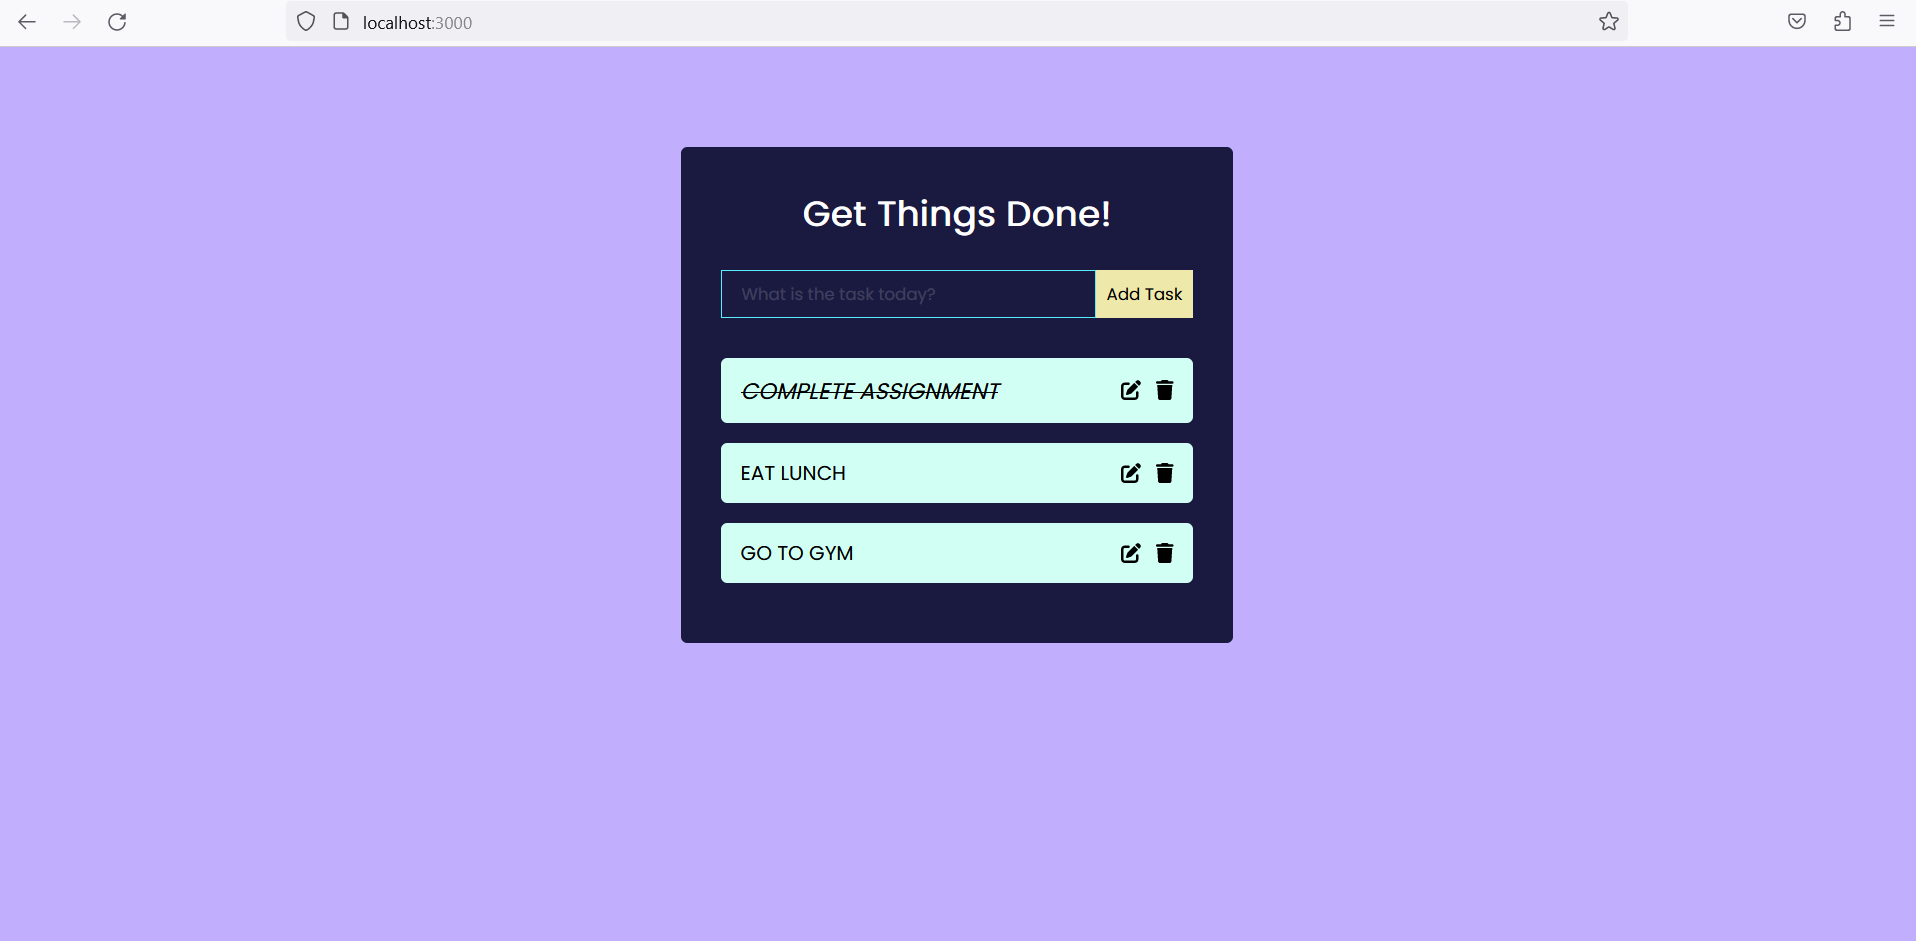 localhost:3000
Get Things Done!
What is the task today?
Add Task
COMPLETE ASSIGNMENT
EAT LUNCH
GO TO GYM